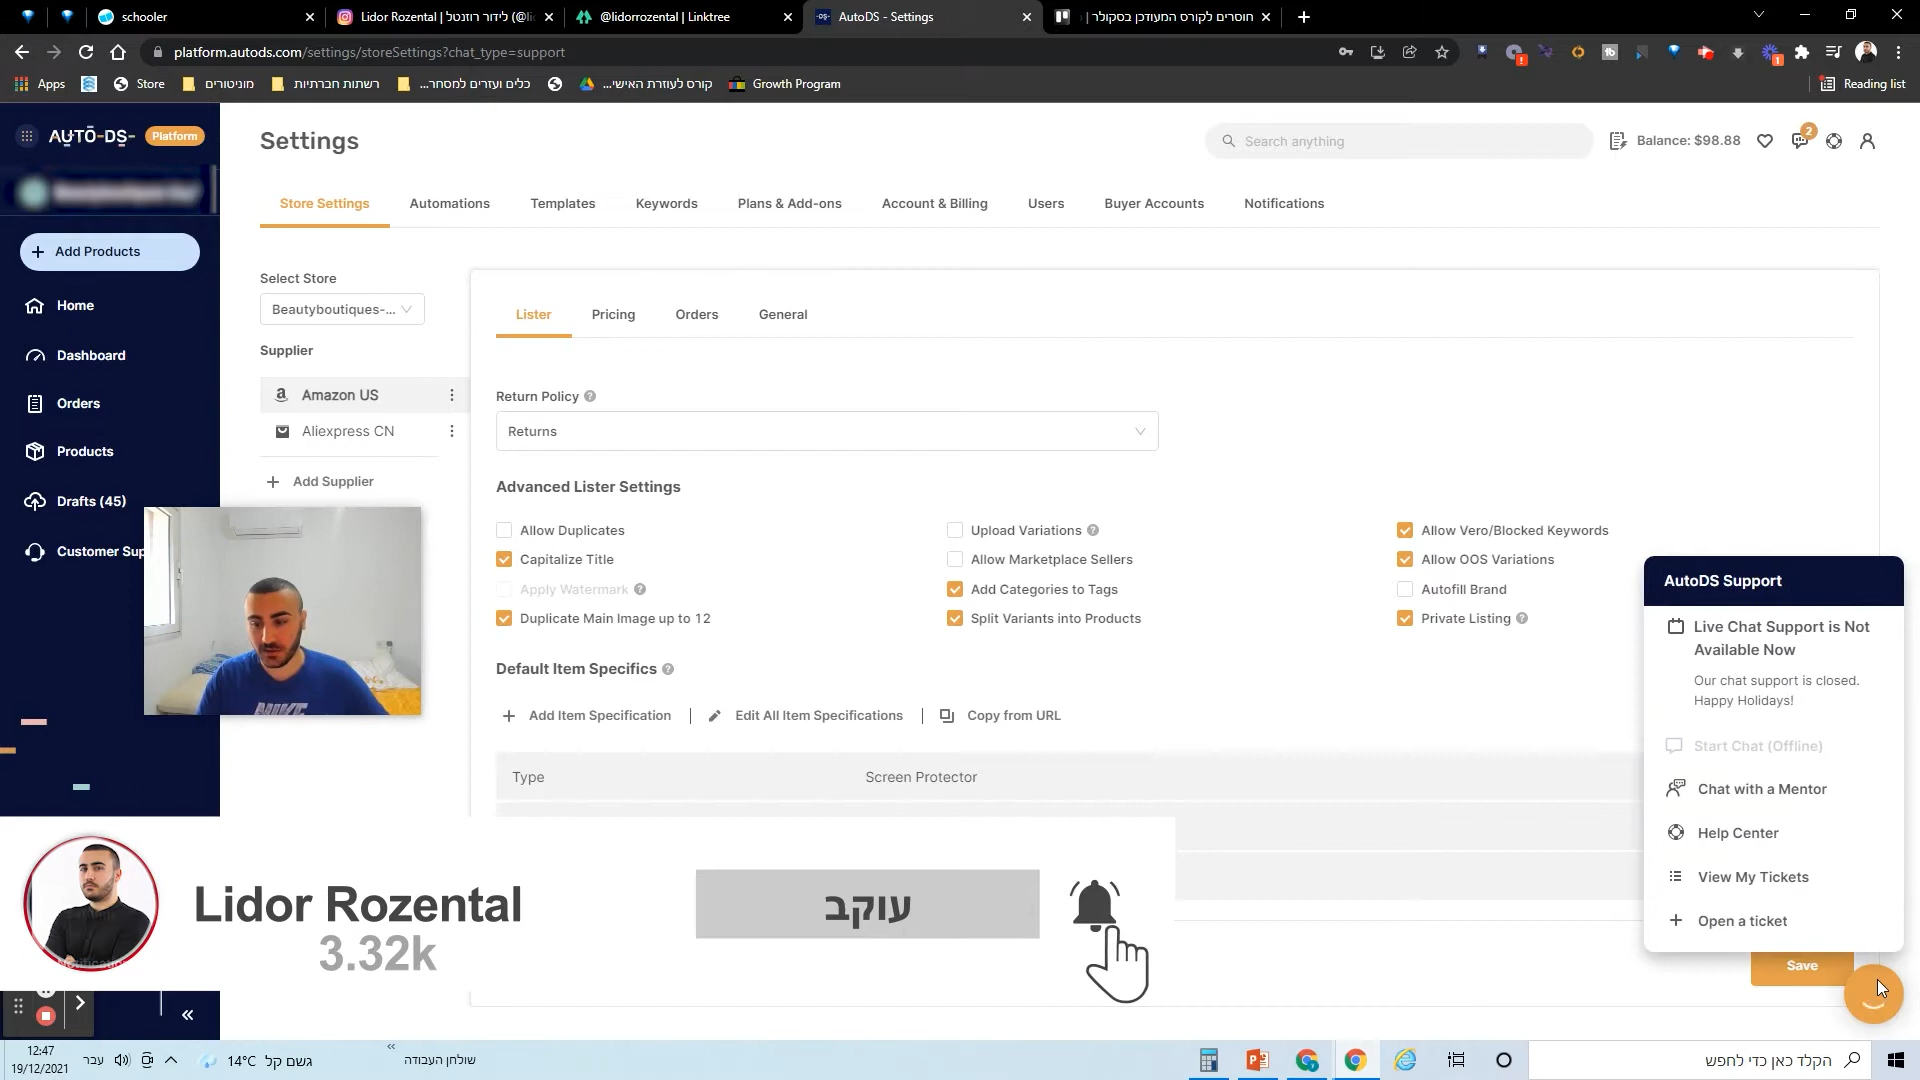 schooler
Lidor Rozental | לידור רוזנטל (@lid
@lidorrozental | Linktree
AutoDS - Settings
חוסרים לקורס המעודכן בסקולר |
platform.autods.com/settings/storeSettings?chat_type=support
Apps
Store
מוניטורים
רשתות חברתיות
כלים ועזרים למסחר...
קורס לעוזרת האישי...
Growth Program
Reading list
AUTO-DS-
Platform
Settings
Search anything
Balance: $98.88
2
Store Settings
Automations
Templates
Keywords
Plans & Add-ons
Account & Billing
Users
Buyer Accounts
Notifications
Add Products
Home
Dashboard
Orders
Products
Drafts (45)
Customer Sup
Select Store
Beautyboutiques-...
Supplier
Amazon US
Aliexpress CN
Add Supplier
Lister
Pricing
Orders
General
Return Policy
Returns
Advanced Lister Settings
Allow Duplicates
Upload Variations
Allow Vero/Blocked Keywords
Capitalize Title
Allow Marketplace Sellers
Allow OOS Variations
Apply Watermark
Add Categories to Tags
Autofill Brand
Duplicate Main Image up to 12
Split Variants into Products
Private Listing
Default Item Specifics
Add Item Specification
Edit All Item Specifications
Copy from URL
Type
Screen Protector
AutoDS Support
Live Chat Support is Not
Available Now
Our chat support is closed.
Happy Holidays!
Start Chat (Offline)
Chat with a Mentor
Help Center
View My Tickets
Open a ticket
Save
NIKE
Lidor Rozental
3.32k
עוקב
12:47
19/12/2021
עבר
14°C גשם קל
שולחן העבודה
הקלד כאן כדי לחפש